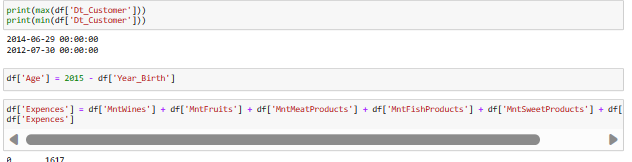 print(max(df['Dt_Customer']))
print(min(df['Dt_Customer']))
2014-06-29 00:00:00
2012-07-30 00:00:00
df['Age'] = 2015 - df['Year_Birth']
df['Expences'] = df['MntWines'] + df['MntFruits'] + df['MntMeatProducts'] + df['MntFishProducts'] + df['MntSweetProducts'] + df[
df['Expences']
0 1617